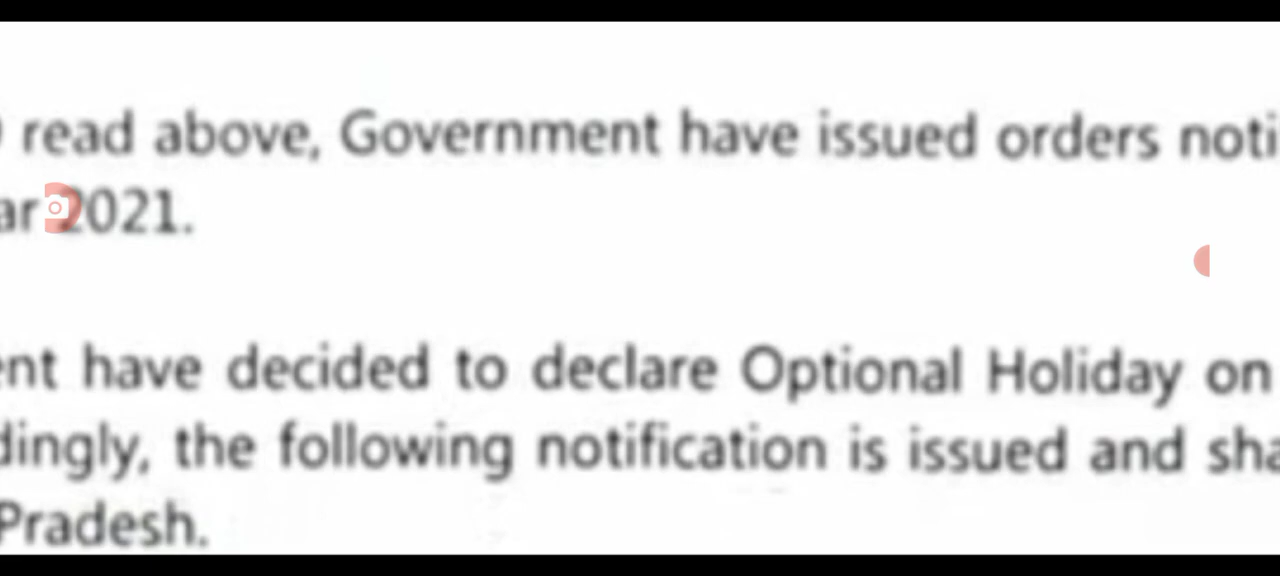 read above, Government have issued orders noti
ar 2021.
ent have decided to declare Optional Holiday on
dingly, the following notification is issued and sha
Pradesh.